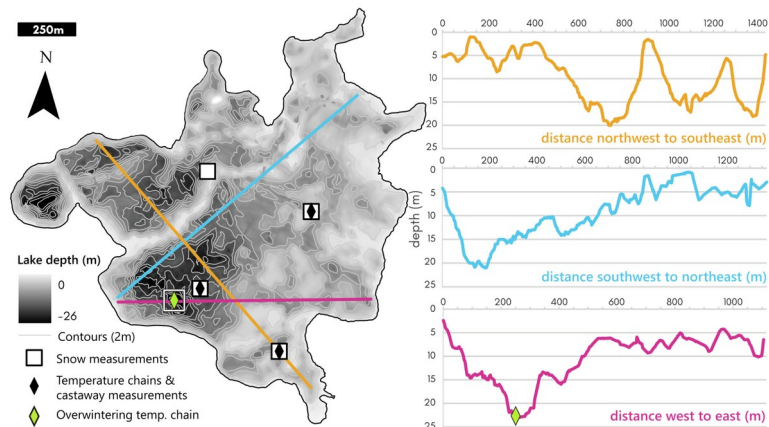 250m
N
Lake depth (m)
0
-26
Contours (2m)
Snow measurements
Temperature chains &
castaway measurements
Overwintering temp. chain
0 200 400 600 800 1000 1200 1400
0
5
10
15
20
25
distance northwest to southeast (m)
0 200 400 600 800 1000 1200
0
5
10
15
20
25
depth (m)
distance southwest to northeast (m)
0 200 400 600 800 1000
0
5
10
15
20
25
distance west to east (m)